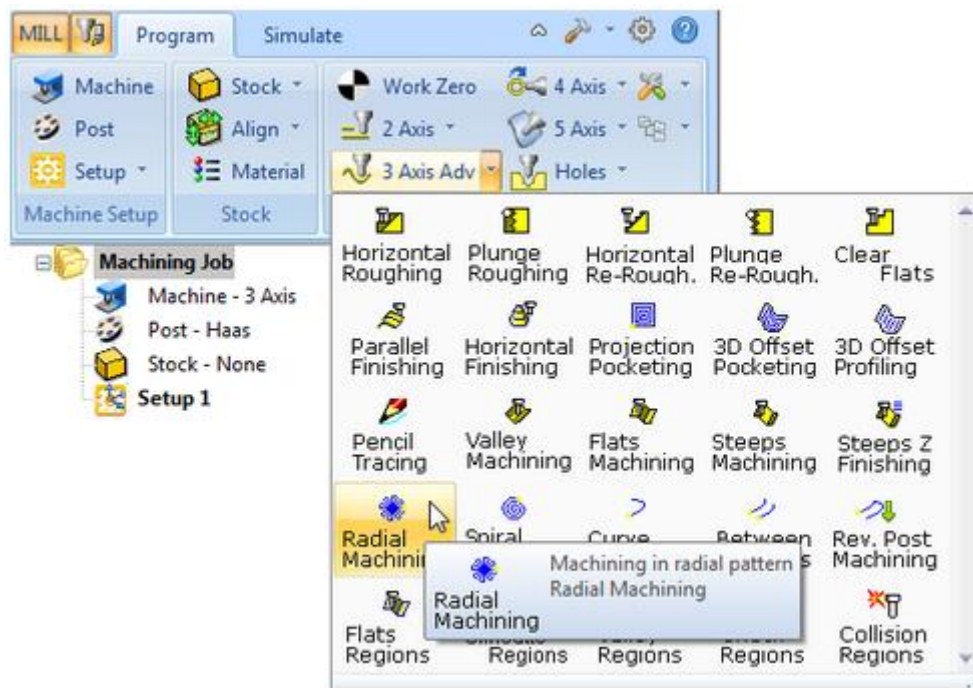 MILL Program Simulate
Machine Stock Work Zero 4 Axis
Post Align 2 Axis 5 Axis
Setup Material 3 Axis Adv Holes
Machine Setup Stock
Machining Job
Machine - 3 Axis
Post - Haas
Stock - None
Setup 1
Horizontal Plunge Horizontal Plunge Clear
Roughing Roughing Re-Rough. Re-Rough. Flats
Parallel Horizontal Projection 3D Offset 3D Offset
Finishing Finishing Pocketing Pocketing Profiling
Pencil Valley Flats Steeps Steeps Z
Tracing Machining Machining Machining Finishing
Radial Spiral Curve Between Rev. Post
Machining Machining
Machining in radial pattern
Radial Machining
Radial
Machining
Flats Collision
Regions Regions Regions Regions Regions